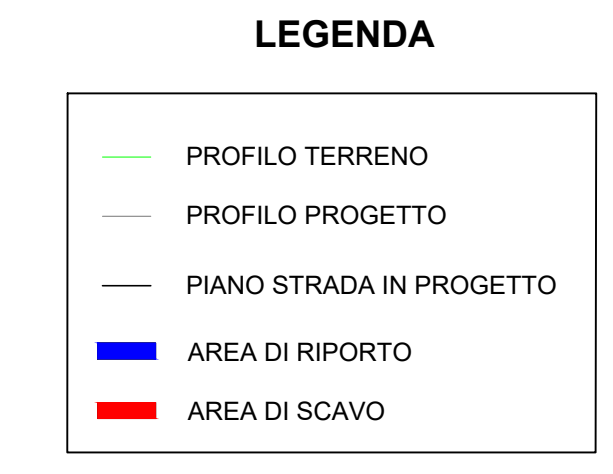 LEGENDA
PROFILO TERRENO
PROFILO PROGETTO
PIANO STRADA IN PROGETTO
AREA DI RIPORTO
AREA DI SCAVO